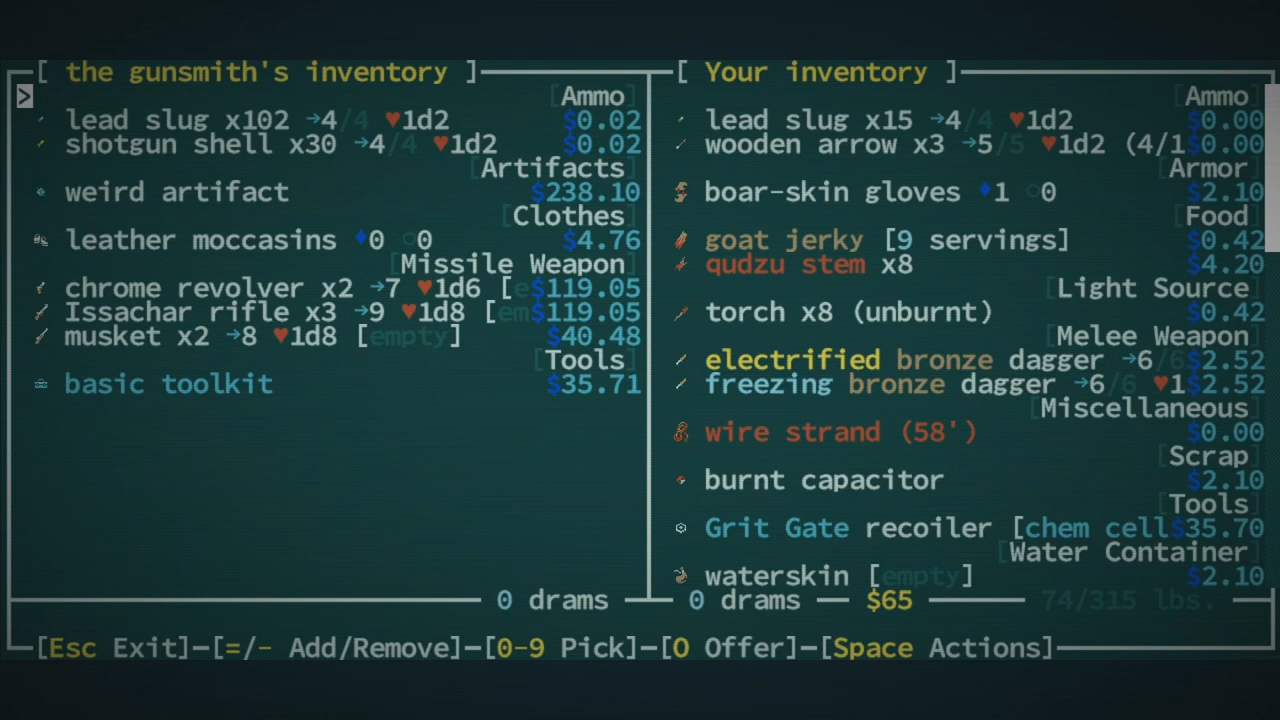 [ the gunsmith's inventory ]
[Ammo]
lead slug x102 →4/4 ♥1d2 $0.02
shotgun shell x30 →4/4 ♥1d2 $0.02
[Artifacts]
weird artifact $238.10
[Clothes]
leather moccasins ♦0 ○0 $4.76
[Missile Weapon]
chrome revolver x2 →7 ♥1d6 [e$119.05
Issachar rifle x3 →9 ♥1d8 [em$119.05
musket x2 →8 ♥1d8 [empty] $40.48
[Tools]
basic toolkit $35.71
0 drams
[ Your inventory ]
[Ammo]
lead slug x15 →4/4 ♥1d2 $0.00
wooden arrow x3 →5/5 ♥1d2 (4/1$0.00
[Armor]
boar-skin gloves ♦1 ○0 $2.10
[Food]
goat jerky [9 servings] $0.42
qudzu stem x8 $4.20
[Light Source]
torch x8 (unburnt) $0.42
[Melee Weapon]
electrified bronze dagger →6/6$2.52
freezing bronze dagger →6/6 ♥1$2.52
[Miscellaneous]
wire strand (58') $0.00
[Scrap]
burnt capacitor $2.10
[Tools]
Grit Gate recoiler [chem cell$35.70
[Water Container]
waterskin [empty] $2.10
0 drams — $65 74/315 lbs.
[Esc Exit]—[=/- Add/Remove]—[0-9 Pick]—[O Offer]—[Space Actions]